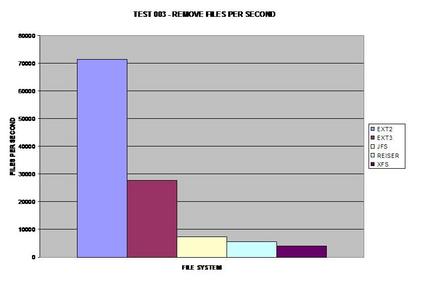 TEST 003 - REMOVE FILES PER SECOND
80000
70000
60000
50000
40000
30000
20000
10000
0
FILES PER SECOND
FILE SYSTEM
EXT2
EXT3
JFS
REISER
XFS